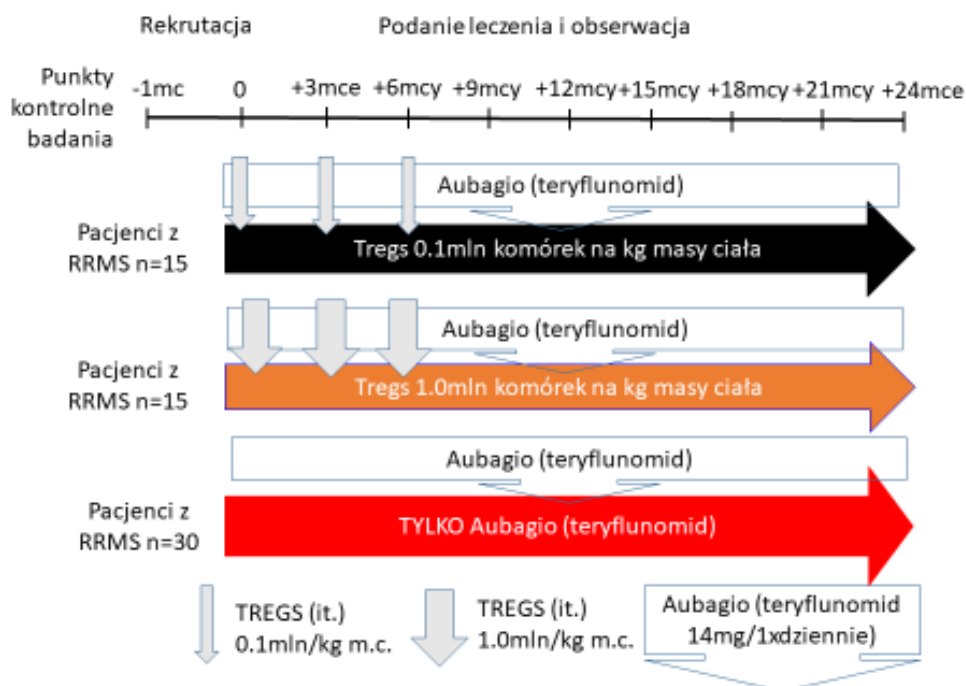 Rekrutacja
Podanie leczenia i obserwacja
Punkty
kontrolne
badania
-1mc
0
+3mce
+6mcy
+9mcy
+12mcy
+15mcy
+18mcy
+21mcy
+24mce
Aubagio (teryflunomid)
Pacjenci z
RRMS n=15
Tregs 0.1mln komórek na kg masy ciała
Aubagio (teryflunomid)
Pacjenci z
RRMS n=15
Tregs 1.0mln komórek na kg masy ciała
Aubagio (teryflunomid)
Pacjenci z
RRMS n=30
TYLKO Aubagio (teryflunomid)
TREGS (it.)
0.1mln/kg m.c.
TREGS (it.)
1.0mln/kg m.c.
Aubagio (teryflunomid
14mg/1xdziennie)